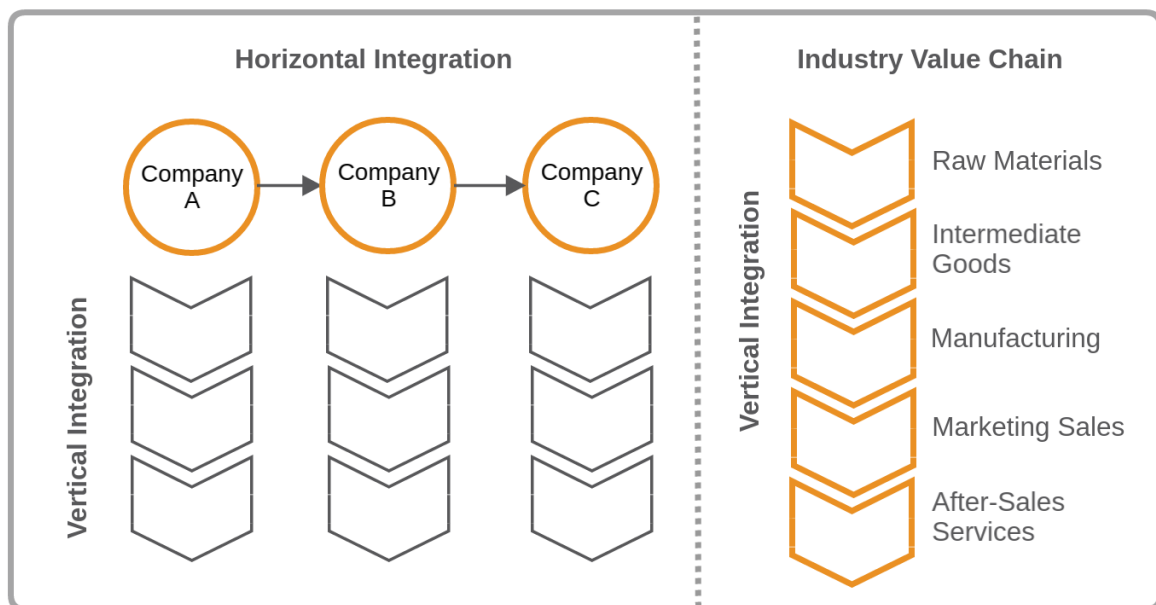 Horizontal Integration
Company
A
Company
B
Company
C
Vertical Integration
Industry Value Chain
Vertical Integration
Raw Materials
Intermediate
Goods
Manufacturing
Marketing Sales
After-Sales
Services